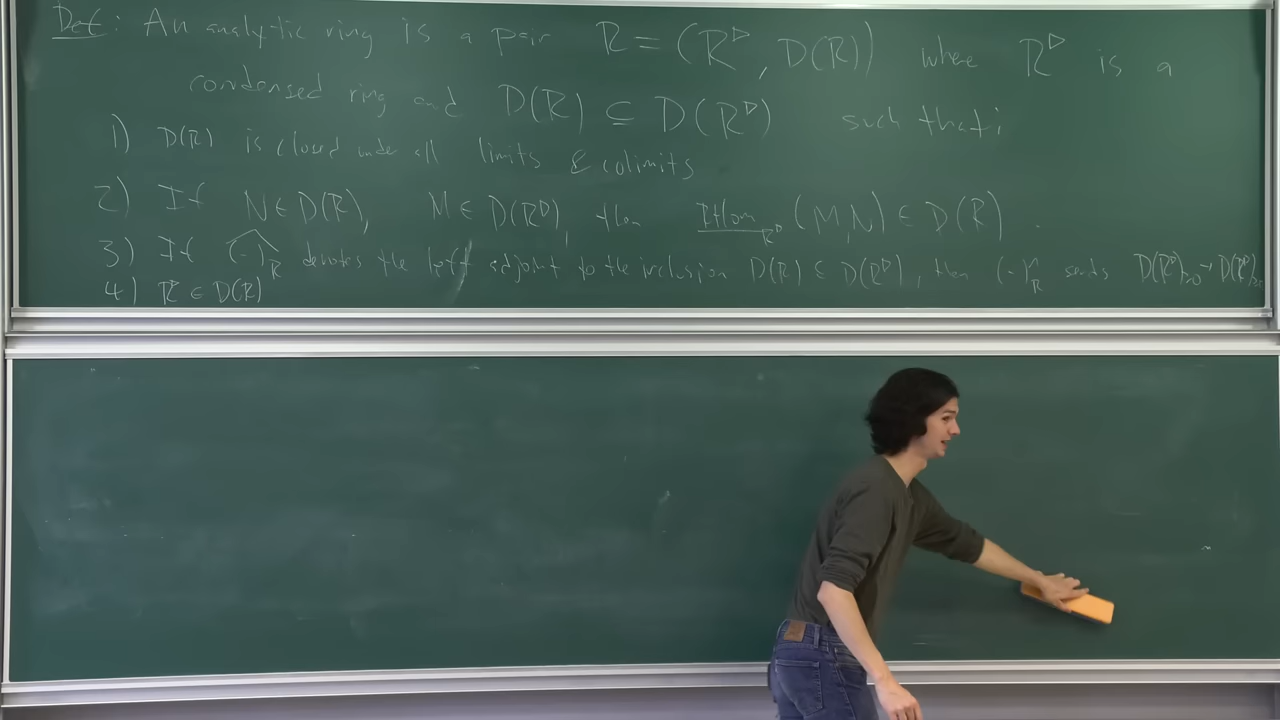 Def: An analytic ring is a pair R = (R^▷, D(R)) where R^▷ is a
condensed ring and D(R) ⊆ D(R^▷) such that:
1) D(R) is closed under all limits & colimits
2) If N ∈ D(R), M ∈ D(R^▷), then RHom_{R^▷}(M,N) ∈ D(R).
3) If (-)^∧_R denotes the left adjoint to the inclusion D(R) ⊆ D(R^▷), then (-)^∧_R sends D(R^▷)_{≥0} → D(R^▷)_{≥0}
4) R^▷ ∈ D(R)